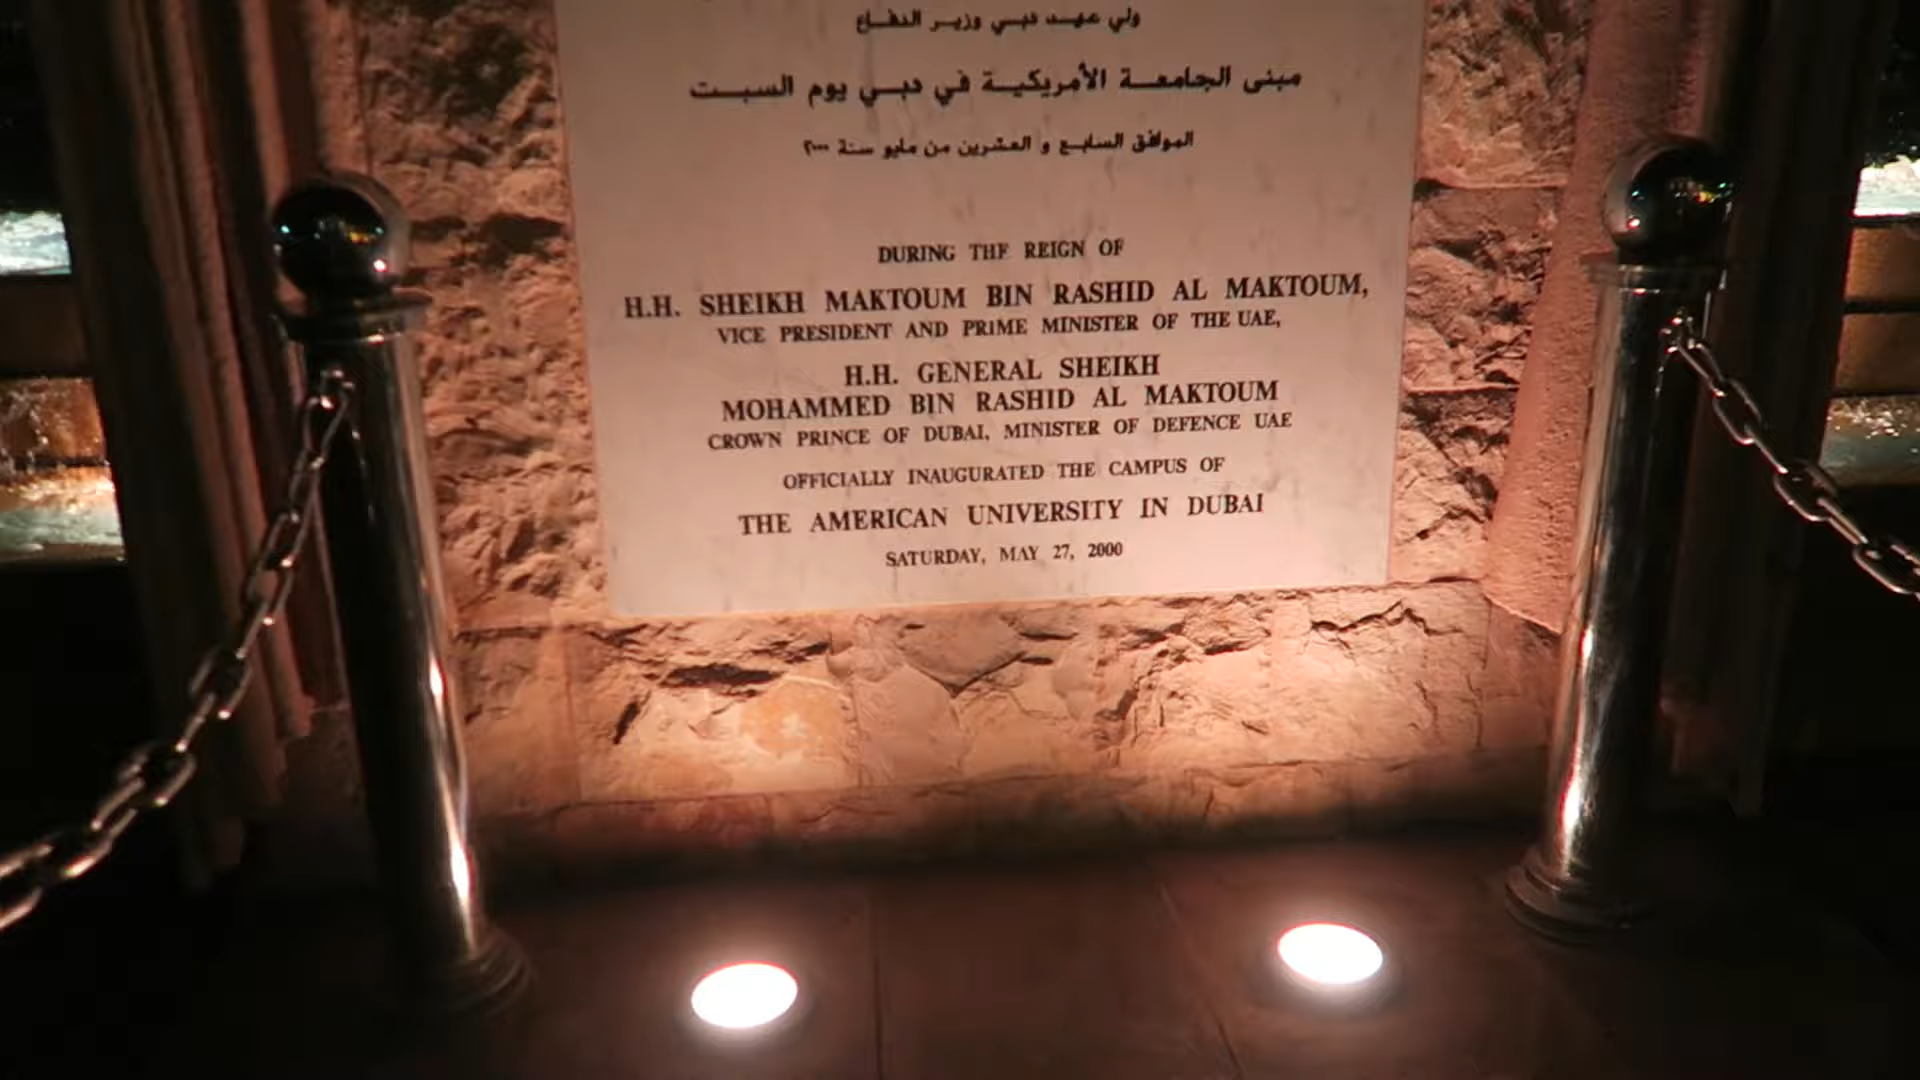 ولي عهد دبي وزير الدفاع
مبنى الجامعة الأمريكية في دبي يوم السبت
الموافق السابع و العشرين من مايو سنة ٢٠٠٠
DURING THE REIGN OF
H.H. SHEIKH MAKTOUM BIN RASHID AL MAKTOUM,
VICE PRESIDENT AND PRIME MINISTER OF THE UAE,
H.H. GENERAL SHEIKH
MOHAMMED BIN RASHID AL MAKTOUM
CROWN PRINCE OF DUBAI, MINISTER OF DEFENCE UAE
OFFICIALLY INAUGURATED THE CAMPUS OF
THE AMERICAN UNIVERSITY IN DUBAI
SATURDAY, MAY 27, 2000